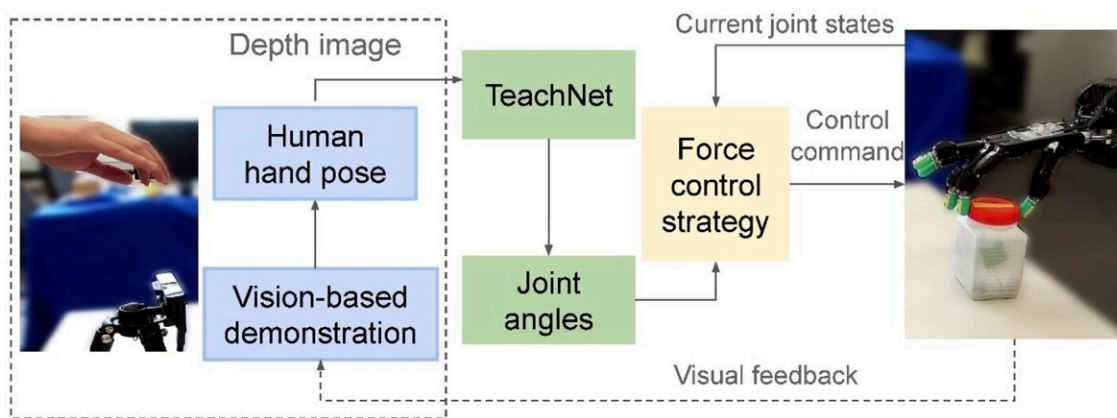 Depth image
Human
hand pose
Vision-based
demonstration
TeachNet
Joint
angles
Force
control
strategy
Current joint states
Control
command
Visual feedback